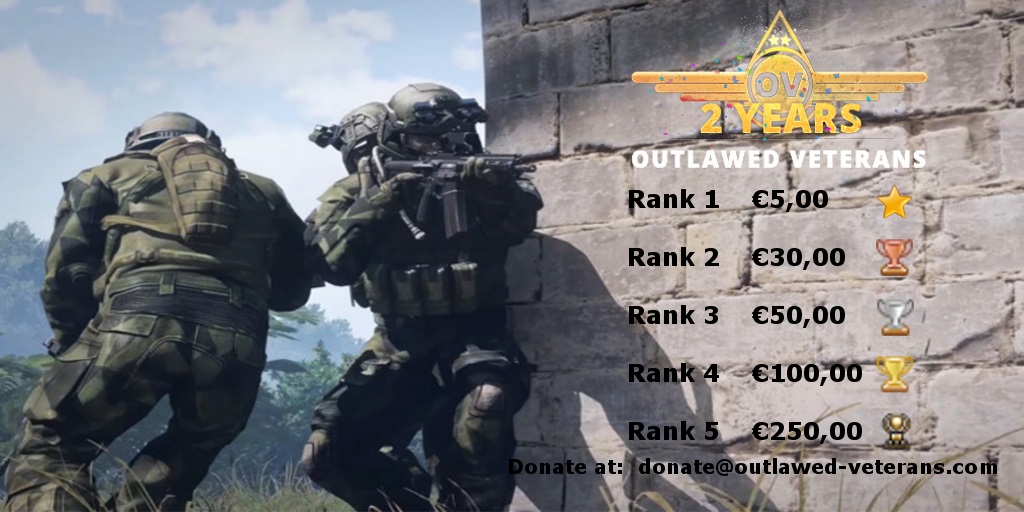 OV
2 YEARS
OUTLAWED VETERANS
Rank 1 €5,00
Rank 2 €30,00
Rank 3 €50,00
Rank 4 €100,00
Rank 5 €250,00
Donate at: donate@outlawed-veterans.com